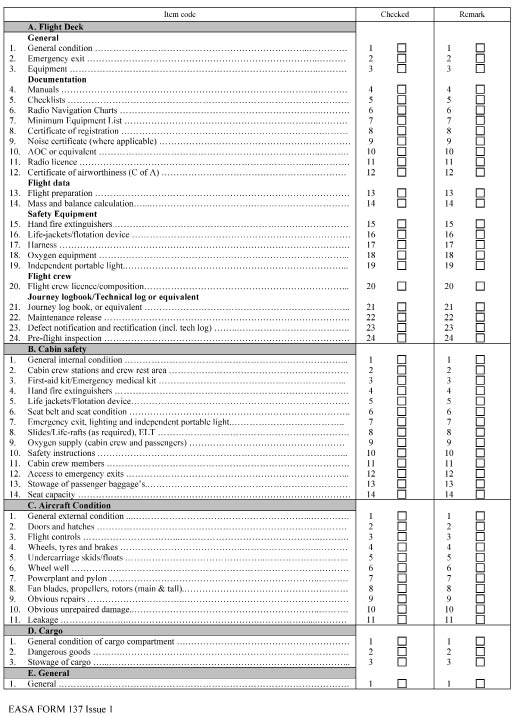 Item code Checked Remark
A. Flight Deck
General
1. General condition 1 1
2. Emergency exit 2 2
3. Equipment 3 3
Documentation
4. Manuals 4 4
5. Checklists 5 5
6. Radio Navigation Charts 6 6
7. Minimum Equipment List 7 7
8. Certificate of registration 8 8
9. Noise certificate (where applicable) 9 9
10. AOC or equivalent 10 10
11. Radio licence 11 11
12. Certificate of airworthiness (C of A) 12 12
Flight data
13. Flight preparation 13 13
14. Mass and balance calculation 14 14
Safety Equipment
15. Hand fire extinguishers 15 15
16. Life-jackets/flotation device 16 16
17. Harness 17 17
18. Oxygen equipment 18 18
19. Independent portable light 19 19
Flight crew
20. Flight crew licence/composition 20 20
Journey logbook/Technical log or equivalent
21. Journey log book, or equivalent 21 21
22. Maintenance release 22 22
23. Defect notification and rectification (incl. tech log) 23 23
24. Pre-flight inspection 24 24
B. Cabin safety
1. General internal condition 1 1
2. Cabin crew stations and crew rest area 2 2
3. First-aid kit/Emergency medical kit 3 3
4. Hand fire extinguishers 4 4
5. Life jackets/Flotation device 5 5
6. Seat belt and seat condition 6 6
7. Emergency exit, lighting and independent portable light 7 7
8. Slides/Life-rafts (as required), ELT 8 8
9. Oxygen supply (cabin crew and passengers) 9 9
10. Safety instructions 10 10
11. Cabin crew members 11 11
12. Access to emergency exits 12 12
13. Stowage of passenger baggage's 13 13
14. Seat capacity 14 14
C. Aircraft Condition
1. General external condition 1 1
2. Doors and hatches 2 2
3. Flight controls 3 3
4. Wheels, tyres and brakes 4 4
5. Undercarriage skids/floats 5 5
6. Wheel well 6 6
7. Powerplant and pylon 7 7
8. Fan blades, propellers, rotors (main & tail) 8 8
9. Obvious repairs 9 9
10. Obvious unrepaired damage 10 10
11. Leakage 11 11
D. Cargo
1. General condition of cargo compartment 1 1
2. Dangerous goods 2 2
3. Stowage of cargo 3 3
E. General
1. General 1 1
EASA FORM 137 Issue 1